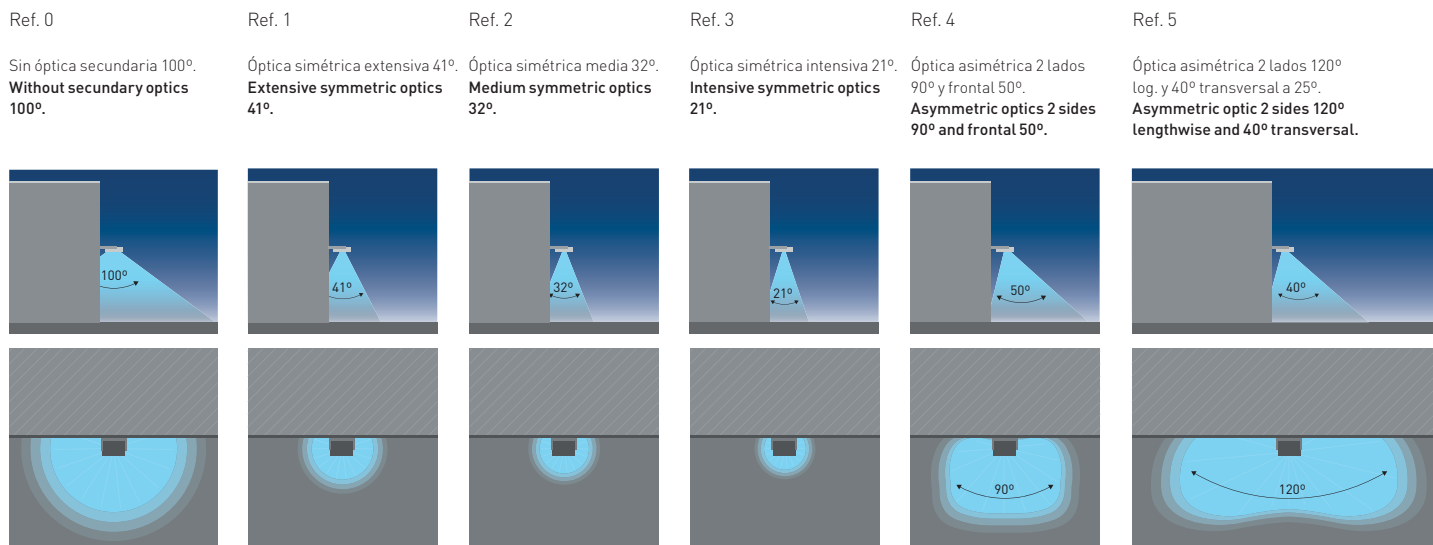 Ref. 0
Sin óptica secundaria 100º.
Without secundary optics
100º.
100º
Ref. 1
Óptica simétrica extensiva 41º.
Extensive symmetric optics
41º.
41º
Ref. 2
Óptica simétrica media 32º.
Medium symmetric optics
32º.
32º
Ref. 3
Óptica simétrica intensiva 21º.
Intensive symmetric optics
21º.
21º
Ref. 4
Óptica asimétrica 2 lados
90º y frontal 50º.
Asymmetric optics 2 sides
90º and frontal 50º.
50º
90º
Ref. 5
Óptica asimétrica 2 lados 120º
log. y 40º transversal a 25º.
Asymmetric optic 2 sides 120º
lengthwise and 40º transversal.
40º
120º